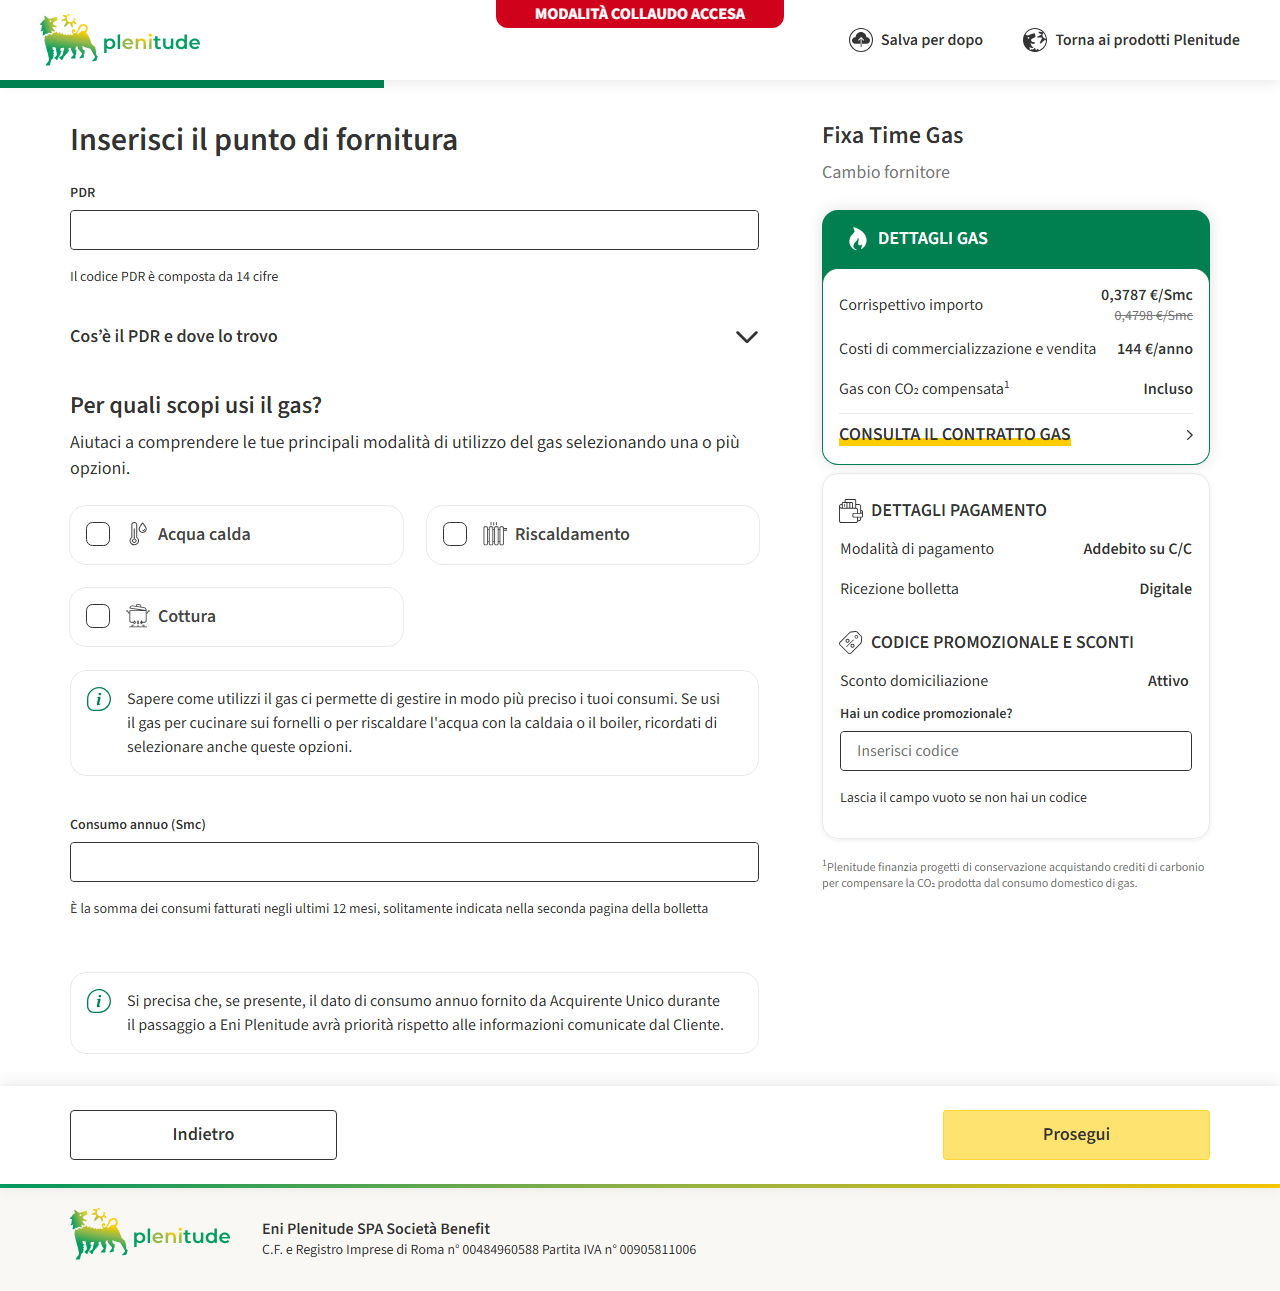 MODALITÀ COLLAUDO ACCESA
plenitude
Salva per dopo
Torna ai prodotti Plenitude
Inserisci il punto di fornitura
PDR
Il codice PDR è composta da 14 cifre
Cos’è il PDR e dove lo trovo
Per quali scopi usi il gas?
Aiutaci a comprendere le tue principali modalità di utilizzo del gas selezionando una o più
opzioni.
Acqua calda
Riscaldamento
Cottura
Sapere come utilizzi il gas ci permette di gestire in modo più preciso i tuoi consumi. Se usi
il gas per cucinare sui fornelli o per riscaldare l'acqua con la caldaia o il boiler, ricordati di
selezionare anche queste opzioni.
Consumo annuo (Smc)
È la somma dei consumi fatturati negli ultimi 12 mesi, solitamente indicata nella seconda pagina della bolletta
Si precisa che, se presente, il dato di consumo annuo fornito da Acquirente Unico durante
il passaggio a Eni Plenitude avrà priorità rispetto alle informazioni comunicate dal Cliente.
Fixa Time Gas
Cambio fornitore
DETTAGLI GAS
Corrispettivo importo 0,3787 €/Smc
0,4798 €/Smc
Costi di commercializzazione e vendita 144 €/anno
Gas con CO₂ compensata¹ Incluso
CONSULTA IL CONTRATTO GAS
DETTAGLI PAGAMENTO
Modalità di pagamento Addebito su C/C
Ricezione bolletta Digitale
CODICE PROMOZIONALE E SCONTI
Sconto domiciliazione Attivo
Hai un codice promozionale?
Inserisci codice
Lascia il campo vuoto se non hai un codice
¹Plenitude finanzia progetti di conservazione acquistando crediti di carbonio
per compensare la CO₂ prodotta dal consumo domestico di gas.
Indietro
Prosegui
plenitude
Eni Plenitude SPA Società Benefit
C.F. e Registro Imprese di Roma n° 00484960588 Partita IVA n° 00905811006